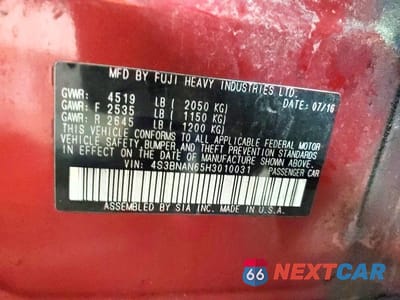 MFD BY FUJI HEAVY INDUSTRIES LTD.
GVWR: 4519 LB ( 2050 KG) DATE: 07/16
GAWR: F 2535 LB ( 1150 KG)
GAWR: R 2645 LB ( 1200 KG)
THIS VEHICLE CONFORMS TO ALL APPLICABLE FEDERAL MOTOR
VEHICLE SAFETY, BUMPER, AND THEFT PREVENTION STANDARDS
IN EFFECT ON THE DATE OF MANUFACTURE SHOWN ABOVE.
VIN: 4S3BNAN65H3010031 PASSENGER CAR
ASSEMBLED BY SIA INC. MADE IN U.S.A.
66 NEXTCAR